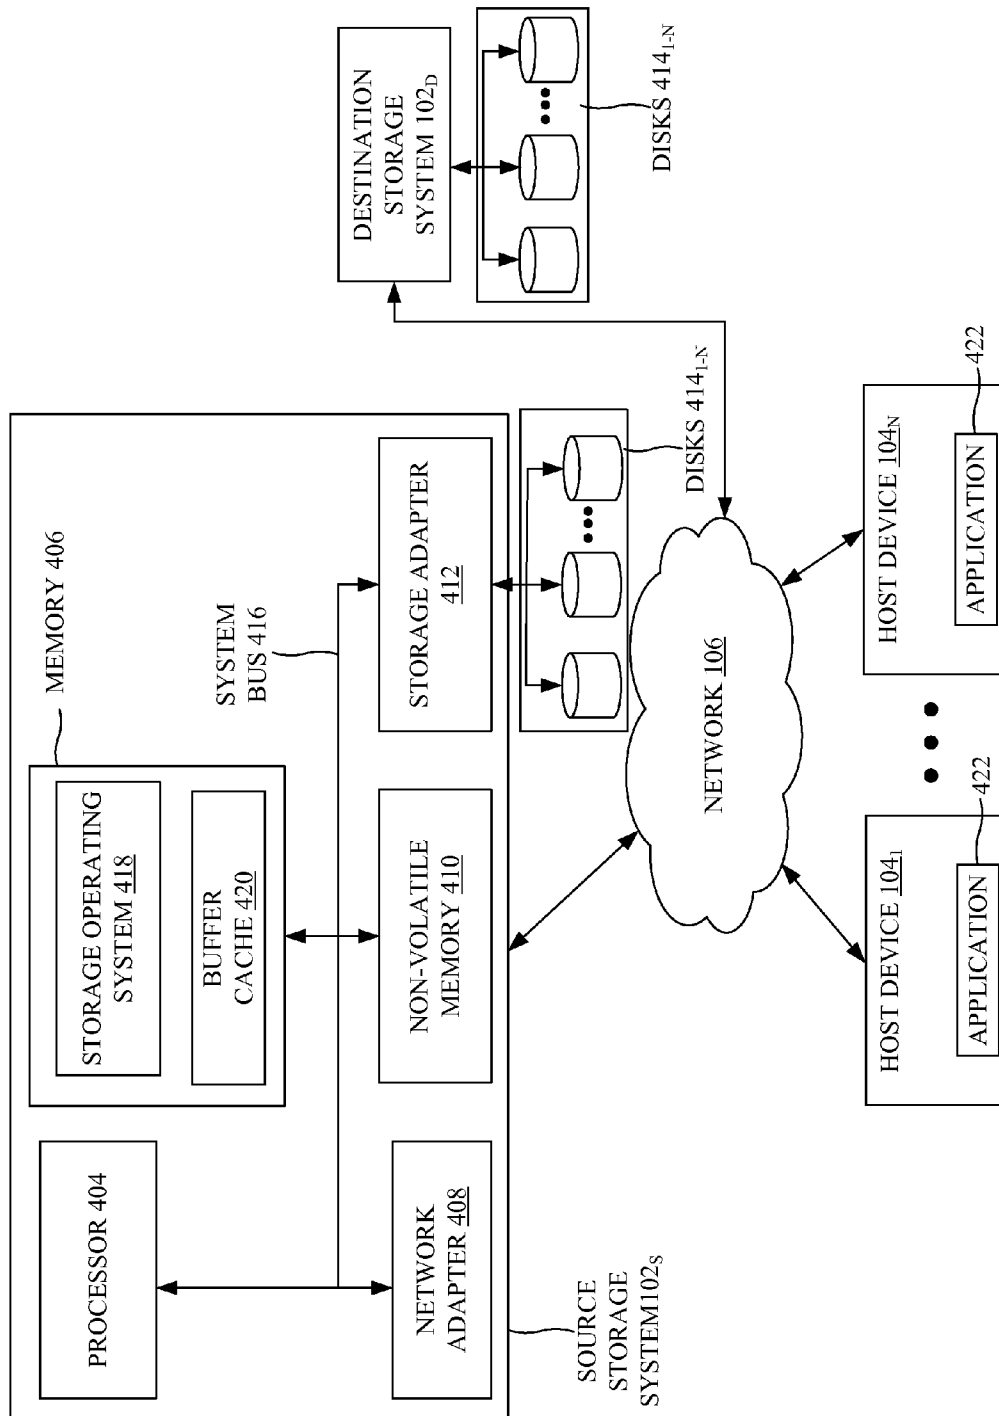 PROCESSOR 404
MEMORY 406
STORAGE OPERATING
SYSTEM 418
BUFFER
CACHE 420
SYSTEM
BUS 416
NETWORK
ADAPTER 408
NON-VOLATILE
MEMORY 410
STORAGE ADAPTER
412
SOURCE
STORAGE
SYSTEM102S
DISKS 4141-N
DESTINATION
STORAGE
SYSTEM 102D
DISKS 4141-N
NETWORK 106
HOST DEVICE 1041
APPLICATION
422
HOST DEVICE 104N
APPLICATION
422